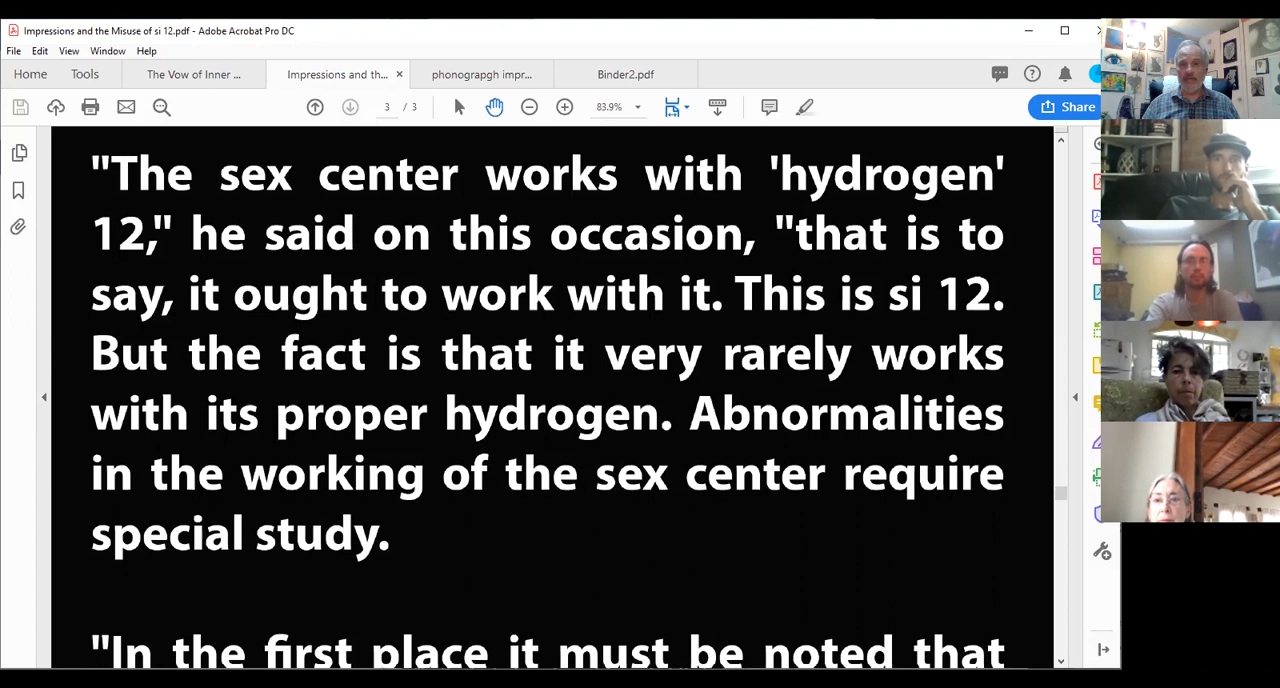 Impressions and the Misuse of si 12.pdf - Adobe Acrobat Pro DC
File Edit View Window Help
Home Tools The Vow of Inner ... Impressions and th... × phonograpgh impr... Binder2.pdf
3 / 3 83.9% Share
"The sex center works with 'hydrogen'
12," he said on this occasion, "that is to
say, it ought to work with it. This is si 12.
But the fact is that it very rarely works
with its proper hydrogen. Abnormalities
in the working of the sex center require
special study.
"In the first place it must be noted that